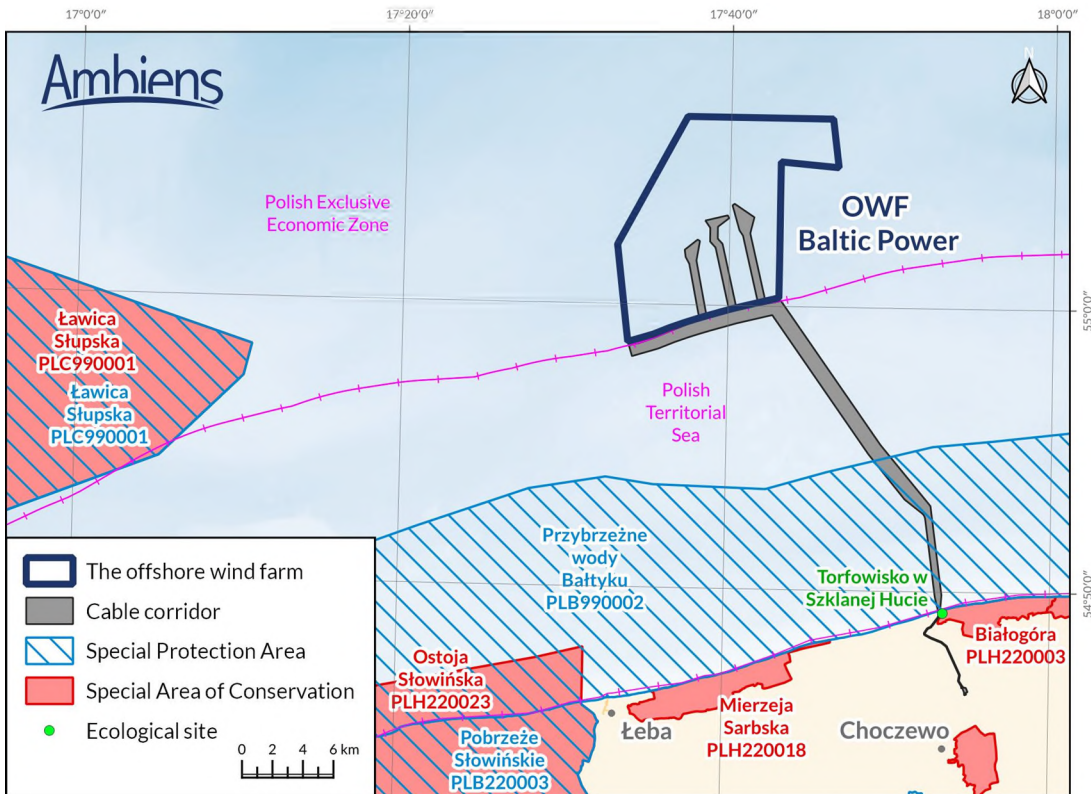 17°0'0"
17°20'0"
17°40'0"
18°0'0"
Ambiens
N
Polish Exclusive
Economic Zone
OWF
Baltic Power
55°0'0"
Ławica
Słupska
PLC990001
Ławica
Słupska
PLC990001
Polish
Territorial
Sea
Przybrzeżne
wody
Bałtyku
PLB990002
Torfowisko w
Szklanej Hucie
54°50'0"
Białogóra
PLH220003
Ostoja
Słowińska
PLH220023
Mierzeja
Sarbska
PLH220018
Łeba
Choczewo
Pobrzeże
Słowińskie
PLB220003
The offshore wind farm
Cable corridor
Special Protection Area
Special Area of Conservation
Ecological site
0 2 4 6 km